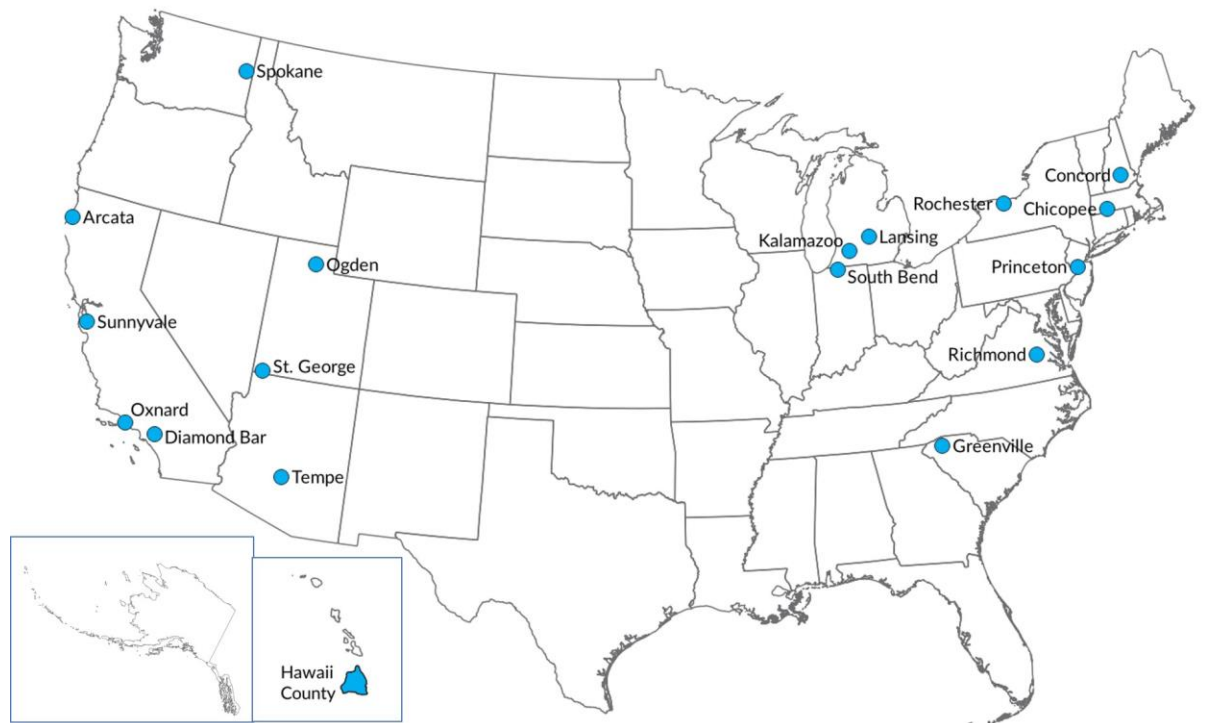 Spokane
Concord
Rochester
Chicopee
Arcata
Lansing
Kalamazoo
Ogden
South Bend
Princeton
Sunnyvale
Richmond
St. George
Oxnard
Diamond Bar
Greenville
Tempe
Hawaii
County